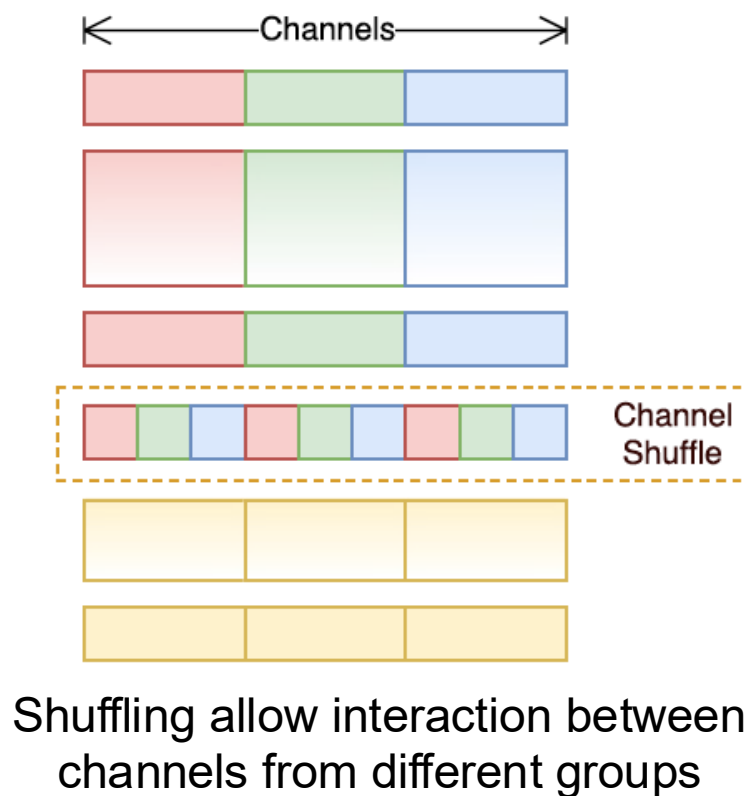 Channels
Channel
Shuffle
Shuffling allow interaction between
channels from different groups